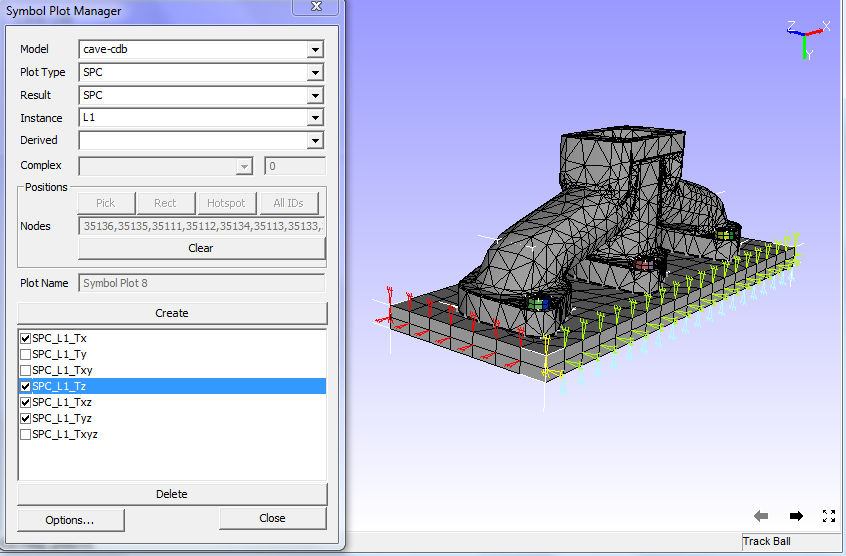 Symbol Plot Manager
Model cave-cdb
Plot Type SPC
Result SPC
Instance L1
Derived
Complex 0
Positions
Pick Rect Hotspot All IDs
Nodes 35136,35135,35111,35112,35134,35113,35133,
Clear
Plot Name Symbol Plot 8
Create
SPC_L1_Tx
SPC_L1_Ty
SPC_L1_Txy
SPC_L1_Tz
SPC_L1_Txz
SPC_L1_Tyz
SPC_L1_Txyz
Delete
Options... Close
Z X
Y
Track Ball